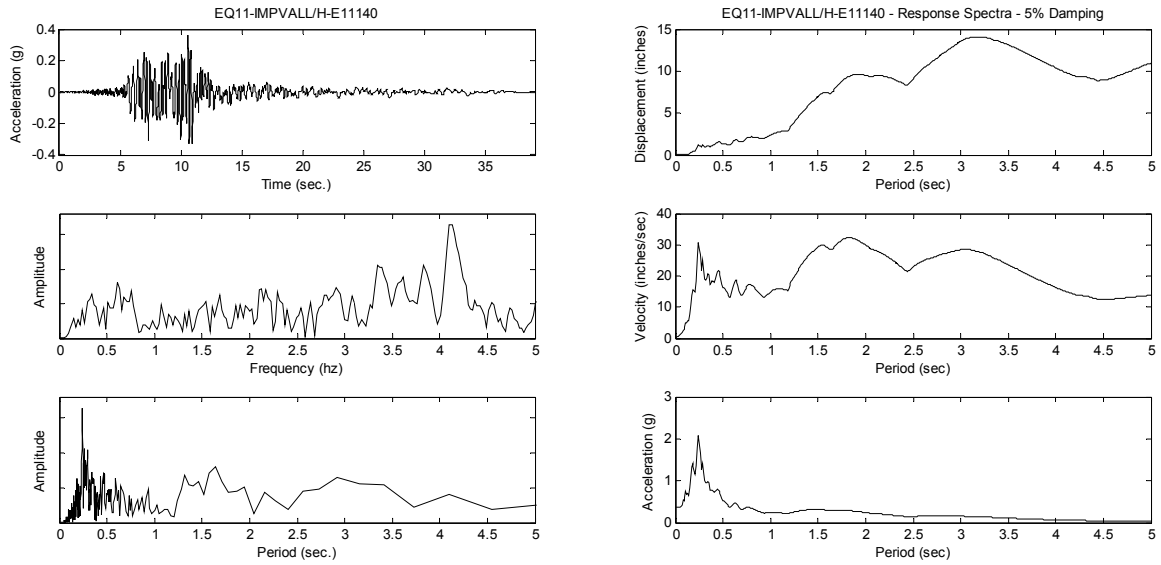 EQ11-IMPVALL/H-E11140
Acceleration (g)
0.4
0.2
0
-0.2
-0.4
0 5 10 15 20 25 30 35
Time (sec.)
Amplitude
0 0.5 1 1.5 2 2.5 3 3.5 4 4.5 5
Frequency (hz)
Amplitude
0 0.5 1 1.5 2 2.5 3 3.5 4 4.5 5
Period (sec.)
EQ11-IMPVALL/H-E11140 - Response Spectra - 5% Damping
Displacement (inches)
15
10
5
0
0 0.5 1 1.5 2 2.5 3 3.5 4 4.5 5
Period (sec)
Velocity (inches/sec)
40
30
20
10
0
0 0.5 1 1.5 2 2.5 3 3.5 4 4.5 5
Period (sec)
Acceleration (g)
3
2
1
0
0 0.5 1 1.5 2 2.5 3 3.5 4 4.5 5
Period (sec)